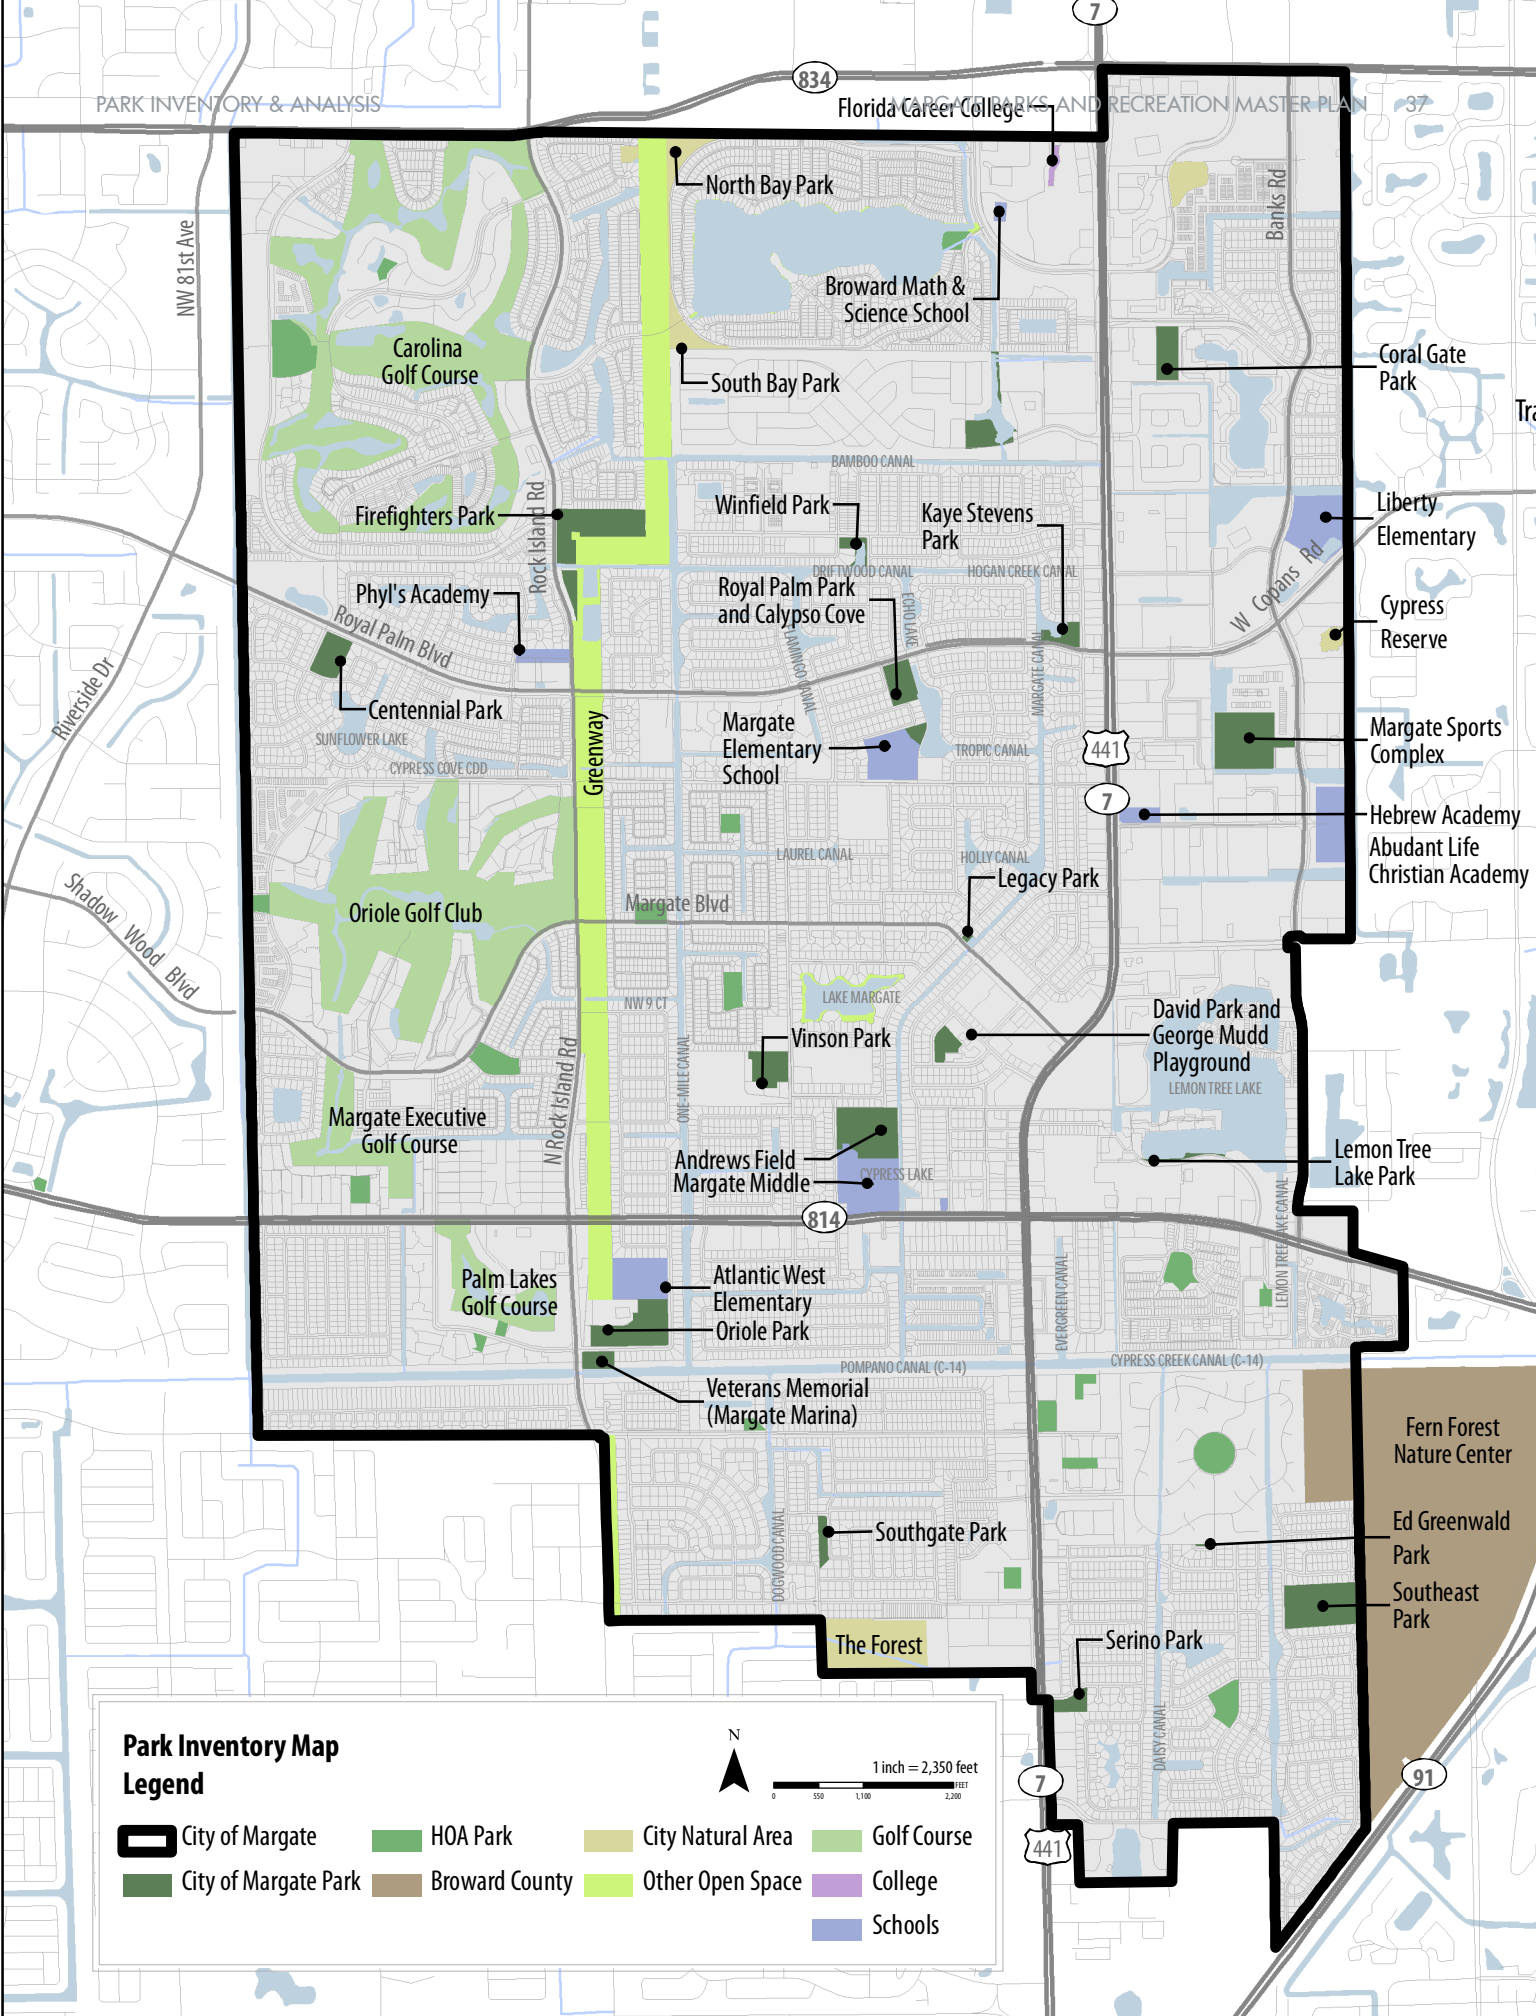 7
834
PARK INVENTORY & ANALYSIS
MARGATE PARKS AND RECREATION MASTER PLAN
37
Florida Career College
North Bay Park
Banks Rd
NW 81st Ave
Broward Math &
Science School
Carolina
Golf Course
South Bay Park
Coral Gate
Park
Tra
BAMBOO CANAL
Rock Island Rd
Firefighters Park
Winfield Park
Kaye Stevens
Park
Liberty
Elementary
DRIFTWOOD CANAL
HOGAN CREEK CANAL
W Copans Rd
Phyl's Academy
Royal Palm Park
and Calypso Cove
ECHO LAKE
Cypress
Reserve
Royal Palm Blvd
FLAMINGO CANAL
MARGATE CANAL
Riverside Dr
Centennial Park
SUNFLOWER LAKE
CYPRESS COVE CDD
Greenway
Margate
Elementary
School
TROPIC CANAL
441
Margate Sports
Complex
7
Hebrew Academy
Abudant Life
Christian Academy
LAUREL CANAL
HOLLY CANAL
Legacy Park
Shadow Wood Blvd
Oriole Golf Club
Margate Blvd
NW 9 CT
LAKE MARGATE
David Park and
George Mudd
Playground
Vinson Park
ONE-MILE CANAL
N Rock Island Rd
LEMON TREE LAKE
Margate Executive
Golf Course
Andrews Field
Margate Middle
CYPRESS LAKE
Lemon Tree
Lake Park
LEMON TREE LAKE CANAL
814
Palm Lakes
Golf Course
Atlantic West
Elementary
Oriole Park
EVERGREEN CANAL
POMPANO CANAL (C-14)
CYPRESS CREEK CANAL (C-14)
Veterans Memorial
(Margate Marina)
Fern Forest
Nature Center
DOGWOOD CANAL
Southgate Park
Ed Greenwald
Park
Southeast
Park
The Forest
Serino Park
DAISY CANAL
7
91
441
Park Inventory Map
Legend
N
1 inch = 2,350 feet
FEET
0 550 1,100 2,200
City of Margate
HOA Park
City Natural Area
Golf Course
City of Margate Park
Broward County
Other Open Space
College
Schools